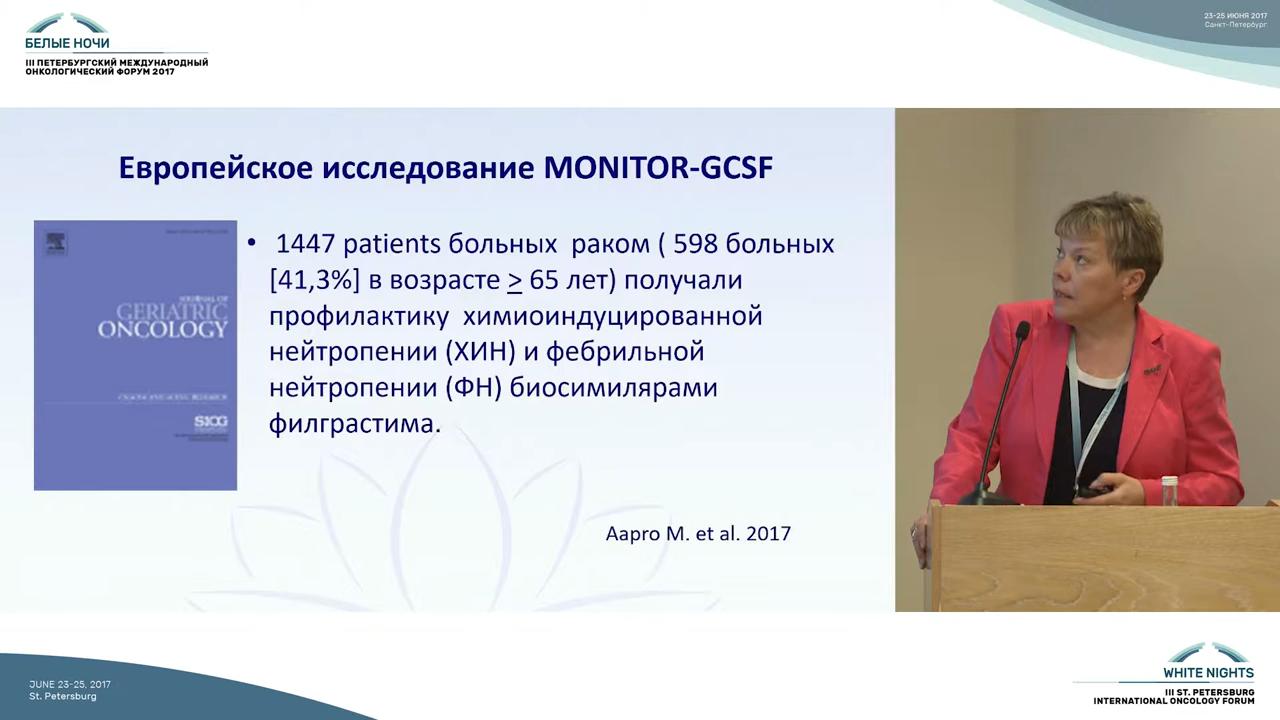 БЕЛЫЕ НОЧИ
III ПЕТЕРБУРГСКИЙ МЕЖДУНАРОДНЫЙ
ОНКОЛОГИЧЕСКИЙ ФОРУМ 2017
23-25 ИЮНЯ 2017
Санкт-Петербург
Европейское исследование MONITOR-GCSF
• 1447 patients больных раком ( 598 больных
[41,3%] в возрасте > 65 лет) получали
профилактику химиоиндуцированной
нейтропении (ХИН) и фебрильной
нейтропении (ФН) биосимилярами
филграстима.
JOURNAL OF
GERIATRIC
ONCOLOGY
SIOG
Aapro M. et al. 2017
JUNE 23-25, 2017
St. Petersburg
WHITE NIGHTS
III ST. PETERSBURG
INTERNATIONAL ONCOLOGY FORUM